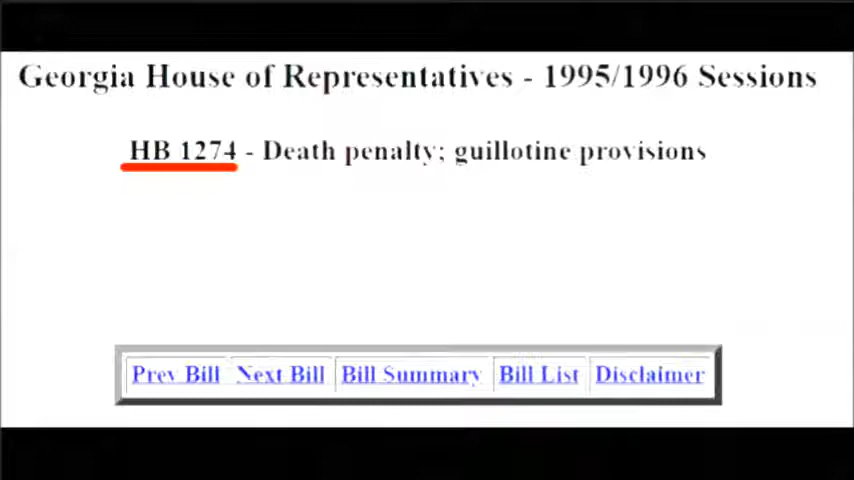 Georgia House of Representatives - 1995/1996 Sessions
HB 1274 - Death penalty; guillotine provisions
Prev Bill Next Bill Bill Summary Bill List Disclaimer